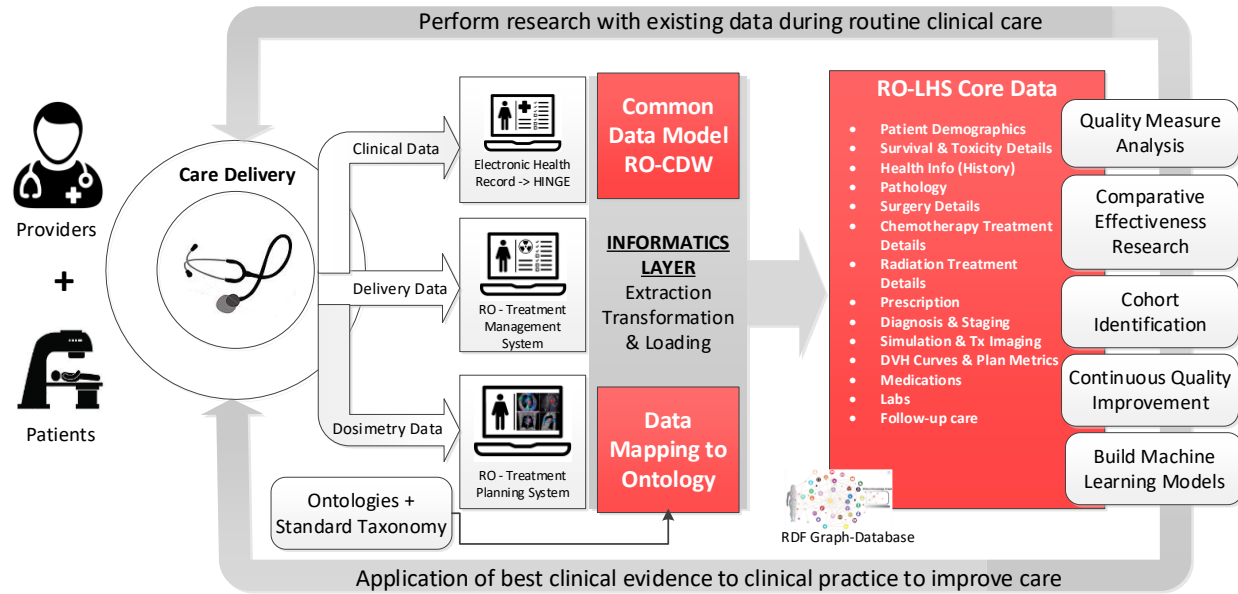 Perform research with existing data during routine clinical care
Providers
+
Patients
Care Delivery
Clinical Data
Delivery Data
Dosimetry Data
Electronic Health
Record -> HINGE
RO - Treatment
Management
System
RO - Treatment
Planning System
Ontologies +
Standard Taxonomy
Common
Data Model
RO-CDW
INFORMATICS
LAYER
Extraction
Transformation
& Loading
Data
Mapping to
Ontology
RO-LHS Core Data
• Patient Demographics
• Survival & Toxicity Details
• Health Info (History)
• Pathology
• Surgery Details
• Chemotherapy Treatment
Details
• Radiation Treatment
Details
• Prescription
• Diagnosis & Staging
• Simulation & Tx Imaging
• DVH Curves & Plan Metrics
• Medications
• Labs
• Follow-up care
RDF Graph-Database
Quality Measure
Analysis
Comparative
Effectiveness
Research
Cohort
Identification
Continuous Quality
Improvement
Build Machine
Learning Models
Application of best clinical evidence to clinical practice to improve care